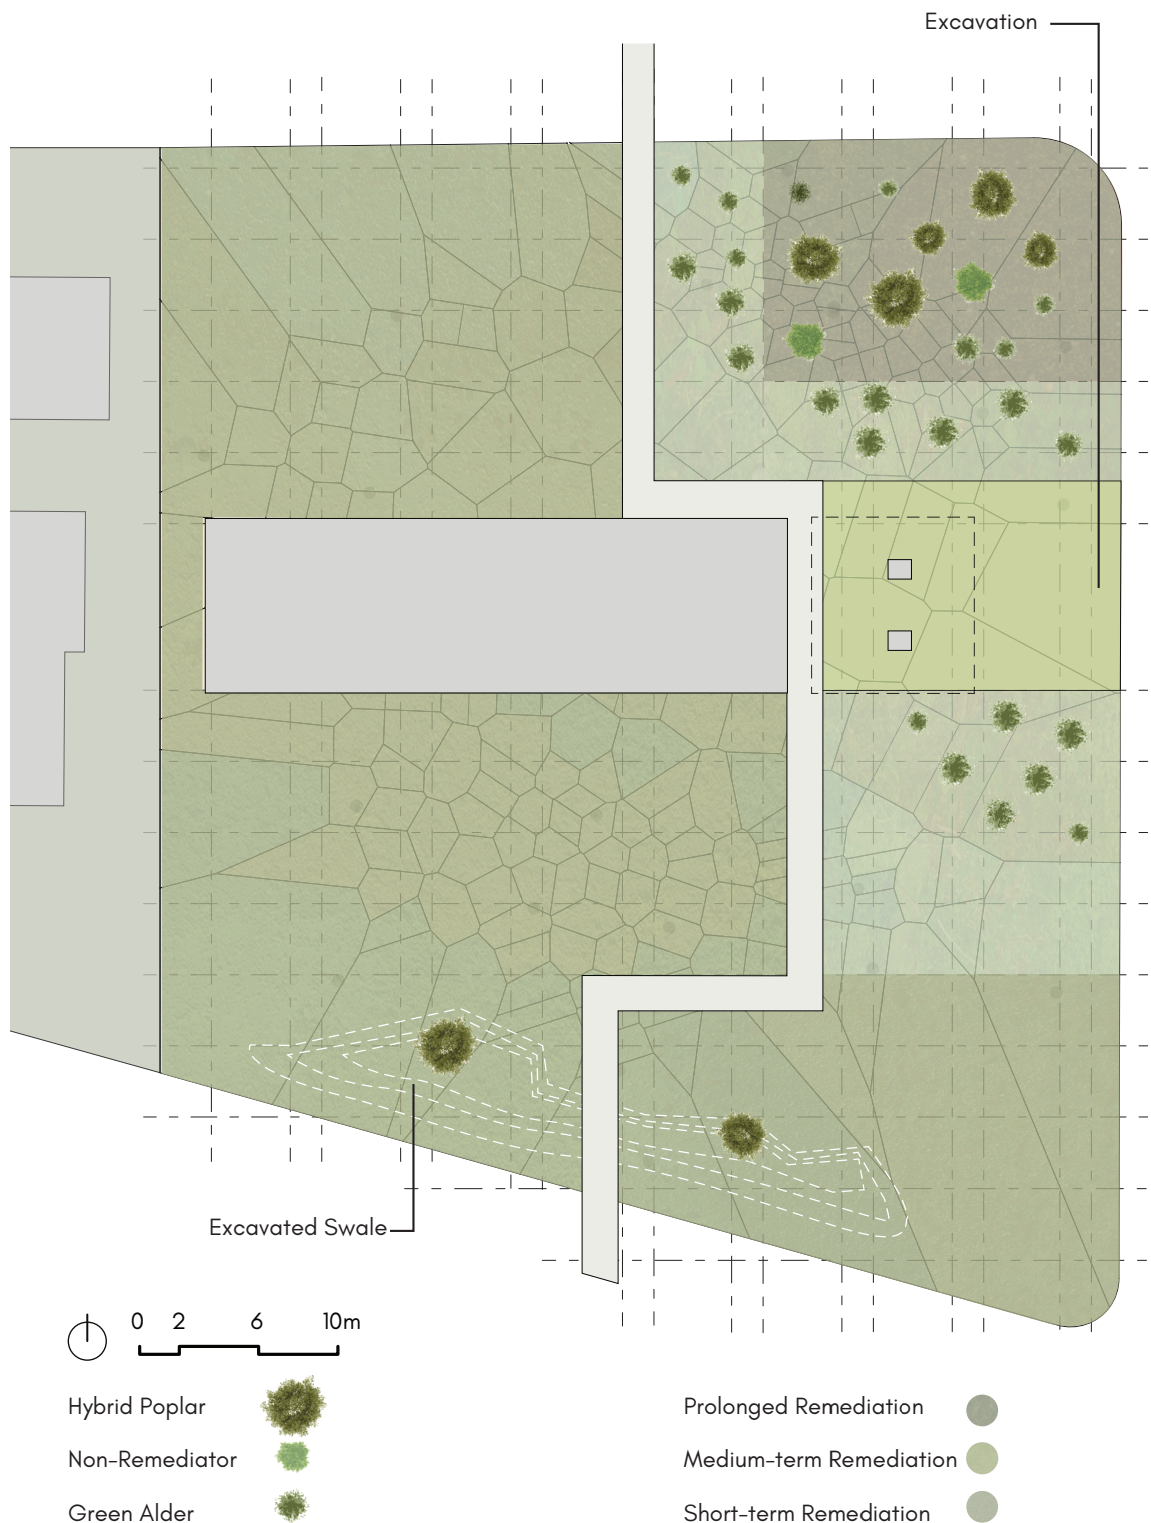 Excavation
Excavated Swale
0 2 6 10m
Hybrid Poplar
Non-Remediator
Green Alder
Prolonged Remediation
Medium-term Remediation
Short-term Remediation